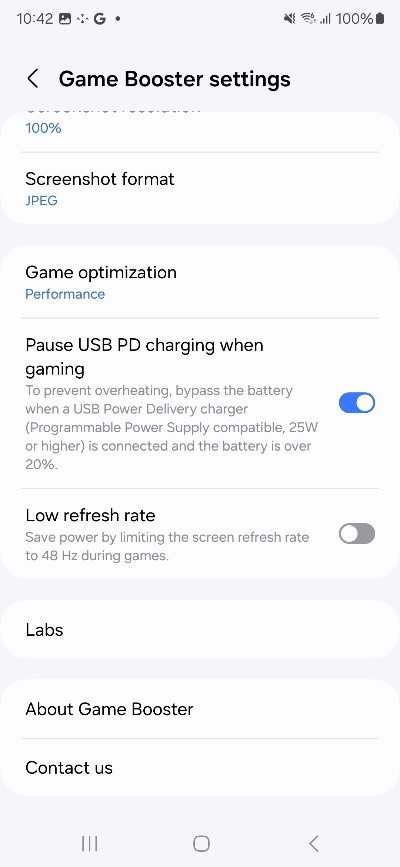 10:42
100%
Game Booster settings
Screenshot resolution
100%
Screenshot format
JPEG
Game optimization
Performance
Pause USB PD charging when
gaming
To prevent overheating, bypass the battery
when a USB Power Delivery charger
(Programmable Power Supply compatible, 25W
or higher) is connected and the battery is over
20%.
Low refresh rate
Save power by limiting the screen refresh rate
to 48 Hz during games.
Labs
About Game Booster
Contact us